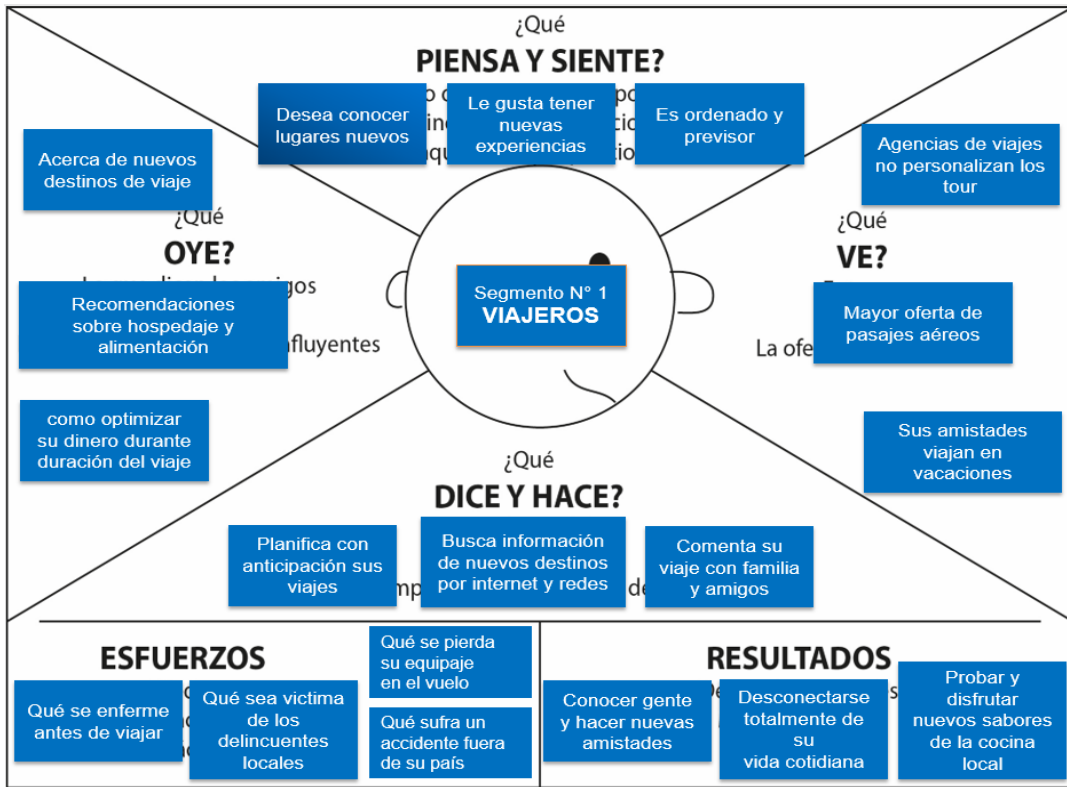 ¿Qué
PIENSA Y SIENTE?
Desea conocer
lugares nuevos
Le gusta tener
nuevas
experiencias
Es ordenado y
previsor
Acerca de nuevos
destinos de viaje
¿Qué
OYE?
Recomendaciones
sobre hospedaje y
alimentación
como optimizar
su dinero durante
duración del viaje
Segmento N° 1
VIAJEROS
Agencias de viajes
no personalizan los
tour
¿Qué
VE?
Mayor oferta de
pasajes aéreos
La
Sus amistades
viajan en
vacaciones
¿Qué
DICE Y HACE?
Planifica con
anticipación sus
viajes
Busca información
de nuevos destinos
por internet y redes
Comenta su
viaje con familia
y amigos
ESFUERZOS
Qué se enferme
antes de viajar
Qué sea victima
de los
delincuentes
locales
Qué se pierda
su equipaje
en el vuelo
Qué sufra un
accidente fuera
de su país
RESULTADOS
Conocer gente
y hacer nuevas
amistades
Desconectarse
totalmente de
su
vida cotidiana
Probar y
disfrutar
nuevos sabores
de la cocina
local